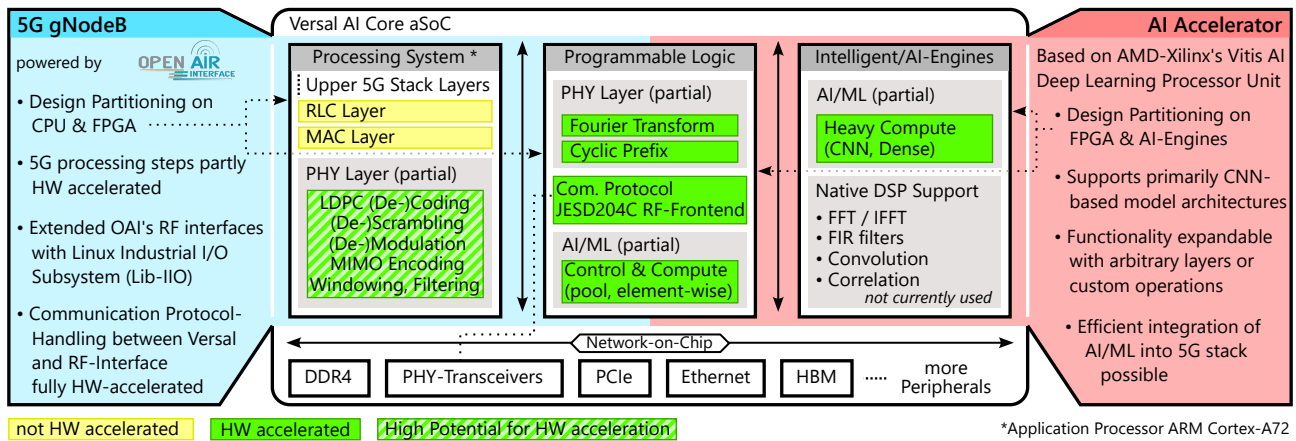 5G gNodeB
powered by OPEN AIR
INTERFACE
• Design Partitioning on
CPU & FPGA
• 5G processing steps partly
HW accelerated
• Extended OAI's RF interfaces
with Linux Industrial I/O
Subsystem (Lib-IIO)
• Communication Protocol-
Handling between Versal
and RF-Interface
fully HW-accelerated
Versal AI Core aSoC
Processing System *
Upper 5G Stack Layers
RLC Layer
MAC Layer
PHY Layer (partial)
LDPC (De-)Coding
(De-)Scrambling
(De-)Modulation
MIMO Encoding
Windowing, Filtering
Programmable Logic
PHY Layer (partial)
Fourier Transform
Cyclic Prefix
Com. Protocol
JESD204C RF-Frontend
AI/ML (partial)
Control & Compute
(pool, element-wise)
Intelligent/AI-Engines
AI/ML (partial)
Heavy Compute
(CNN, Dense)
Native DSP Support
• FFT / IFFT
• FIR filters
• Convolution
• Correlation
not currently used
Network-on-Chip
DDR4
PHY-Transceivers
PCIe
Ethernet
HBM
..... more
Peripherals
AI Accelerator
Based on AMD-Xilinx's Vitis AI
Deep Learning Processor Unit
• Design Partitioning on
FPGA & AI-Engines
• Supports primarily CNN-
based model architectures
• Functionality expandable
with arbitrary layers or
custom operations
• Efficient integration of
AI/ML into 5G stack
possible
not HW accelerated
HW accelerated
High Potential for HW acceleration
*Application Processor ARM Cortex-A72